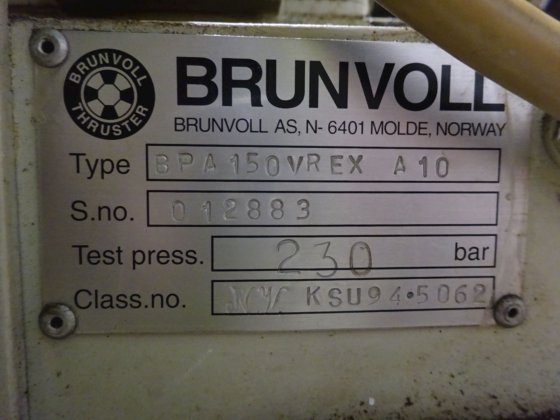 BRUNVOLL
THRUSTER
BRUNVOLL
BRUNVOLL AS, N- 6401 MOLDE, NORWAY
Type BPA150VREX A10
S.no. 012883
Test press. 230 bar
Class.no. KSU94•5062